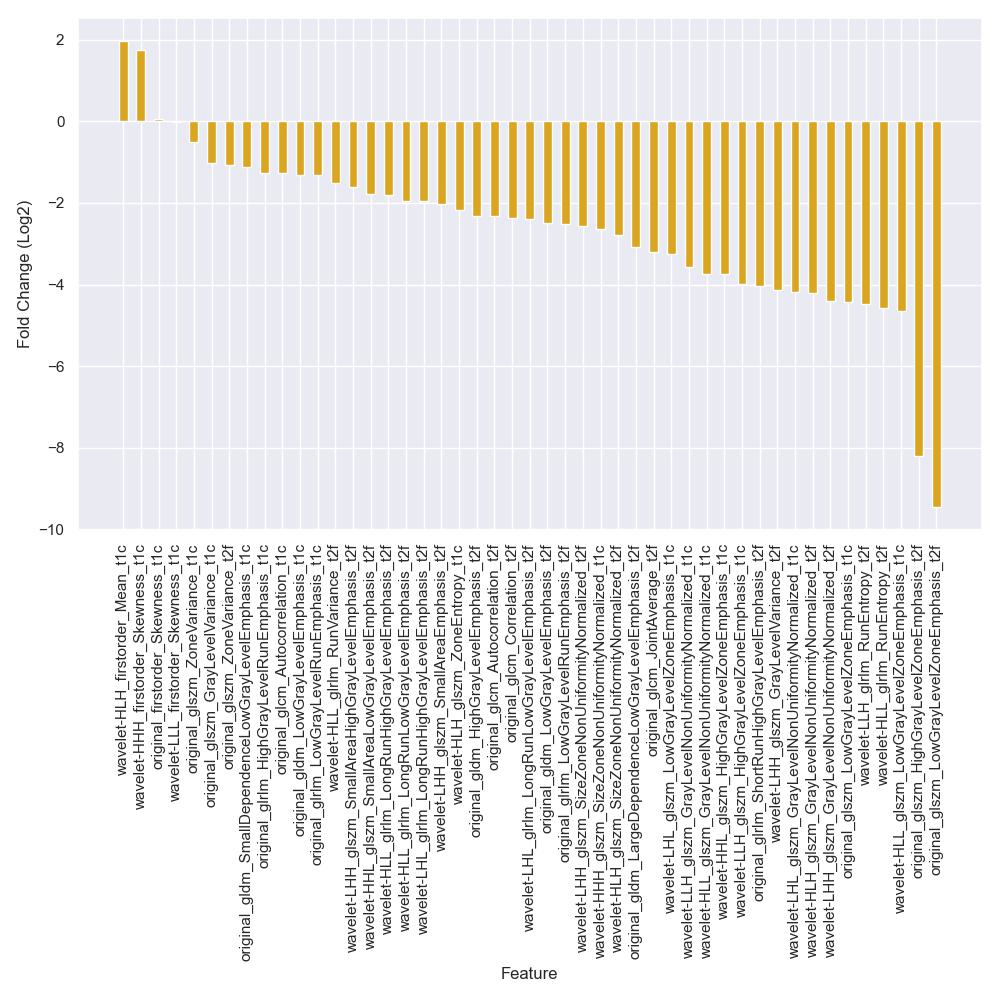 2
0
−2
−4
−6
−8
−10
Fold Change (Log2)
wavelet-HLH_firstorder_Mean_t1c
wavelet-HHH_firstorder_Skewness_t1c
original_firstorder_Skewness_t1c
wavelet-LLL_firstorder_Skewness_t1c
original_glszm_ZoneVariance_t1c
original_glszm_GrayLevelVariance_t1c
original_glszm_ZoneVariance_t2f
original_gldm_SmallDependenceLowGrayLevelEmphasis_t1c
original_glrlm_HighGrayLevelRunEmphasis_t1c
original_glcm_Autocorrelation_t1c
original_gldm_LowGrayLevelEmphasis_t1c
original_glrlm_LowGrayLevelRunEmphasis_t1c
wavelet-HLL_glrlm_RunVariance_t2f
wavelet-LHH_glszm_SmallAreaHighGrayLevelEmphasis_t2f
wavelet-HHL_glszm_SmallAreaLowGrayLevelEmphasis_t2f
wavelet-HLL_glrlm_LongRunHighGrayLevelEmphasis_t2f
wavelet-HLL_glrlm_LongRunLowGrayLevelEmphasis_t2f
wavelet-LHL_glrlm_LongRunHighGrayLevelEmphasis_t2f
wavelet-LHH_glszm_SmallAreaEmphasis_t2f
wavelet-HLH_glszm_ZoneEntropy_t1c
original_gldm_HighGrayLevelEmphasis_t2f
original_glcm_Autocorrelation_t2f
original_glcm_Correlation_t2f
wavelet-LHL_glrlm_LongRunLowGrayLevelEmphasis_t2f
original_gldm_LowGrayLevelEmphasis_t2f
original_glrlm_LowGrayLevelRunEmphasis_t2f
wavelet-LHH_glszm_SizeZoneNonUniformityNormalized_t2f
wavelet-HHH_glszm_SizeZoneNonUniformityNormalized_t1c
wavelet-HLH_glszm_SizeZoneNonUniformityNormalized_t2f
original_gldm_LargeDependenceLowGrayLevelEmphasis_t2f
original_glcm_JointAverage_t2f
wavelet-LHL_glszm_LowGrayLevelZoneEmphasis_t1c
wavelet-LLH_glszm_GrayLevelNonUniformityNormalized_t1c
wavelet-HLL_glszm_GrayLevelNonUniformityNormalized_t1c
wavelet-HHL_glszm_HighGrayLevelZoneEmphasis_t2f
wavelet-LLH_glszm_HighGrayLevelZoneEmphasis_t1c
original_glrlm_ShortRunHighGrayLevelEmphasis_t2f
wavelet-LHH_glszm_GrayLevelVariance_t2f
wavelet-LHL_glszm_GrayLevelNonUniformityNormalized_t1c
wavelet-HLH_glszm_GrayLevelNonUniformityNormalized_t2f
wavelet-LHH_glszm_GrayLevelNonUniformityNormalized_t2f
original_glszm_LowGrayLevelZoneEmphasis_t1c
wavelet-LLH_glrlm_RunEntropy_t2f
wavelet-HLL_glrlm_RunEntropy_t2f
wavelet-HLL_glszm_LowGrayLevelZoneEmphasis_t1c
original_glszm_HighGrayLevelZoneEmphasis_t2f
original_glszm_LowGrayLevelZoneEmphasis_t2f
Feature